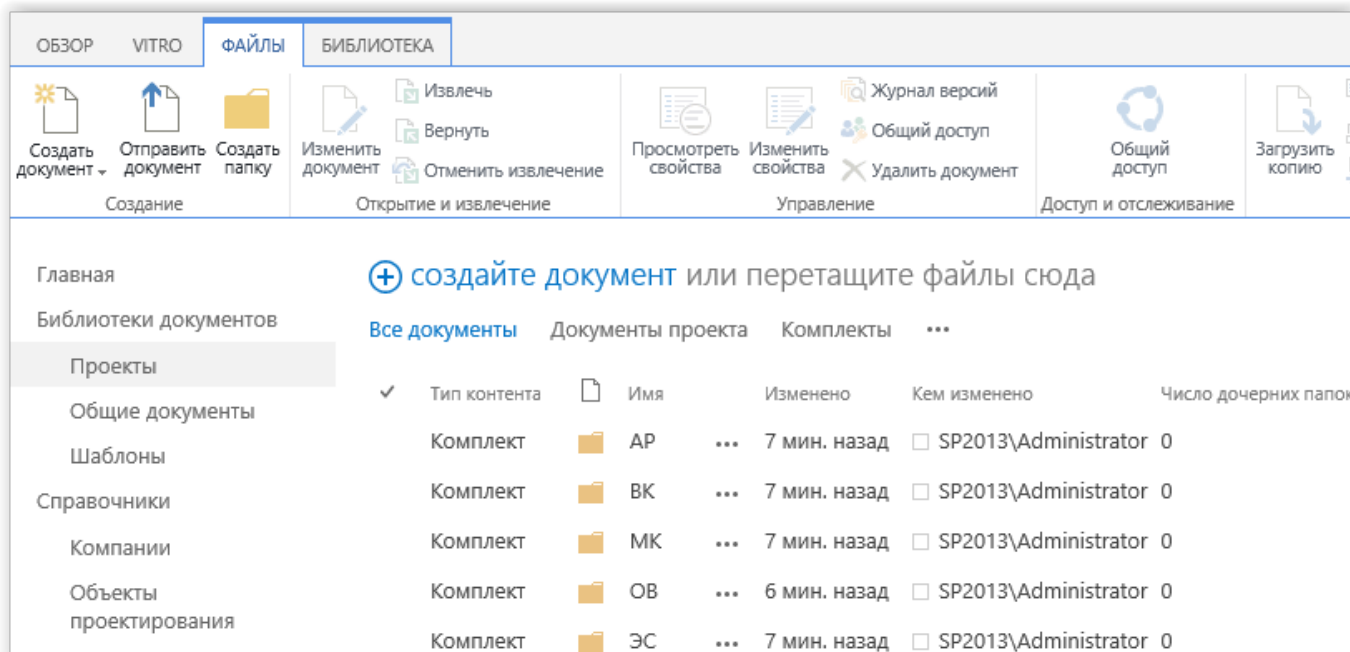 ОБЗОР VITRO ФАЙЛЫ БИБЛИОТЕКА
Создать документ
Отправить документ
Создать папку
Создание
Изменить документ
Извлечь
Вернуть
Отменить извлечение
Открытие и извлечение
Просмотреть свойства
Изменить свойства
Журнал версий
Общий доступ
Удалить документ
Управление
Общий доступ
Доступ и отслеживание
Загрузить копию
Главная
Библиотеки документов
Проекты
Общие документы
Шаблоны
Справочники
Компании
Объекты
проектирования
создайте документ или перетащите файлы сюда
Все документы Документы проекта Комплекты •••
Тип контента Имя Изменено Кем изменено Число дочерних папок
Комплект АР ••• 7 мин. назад SP2013\Administrator 0
Комплект ВК ••• 7 мин. назад SP2013\Administrator 0
Комплект МК ••• 7 мин. назад SP2013\Administrator 0
Комплект ОВ ••• 6 мин. назад SP2013\Administrator 0
Комплект ЭС ••• 7 мин. назад SP2013\Administrator 0